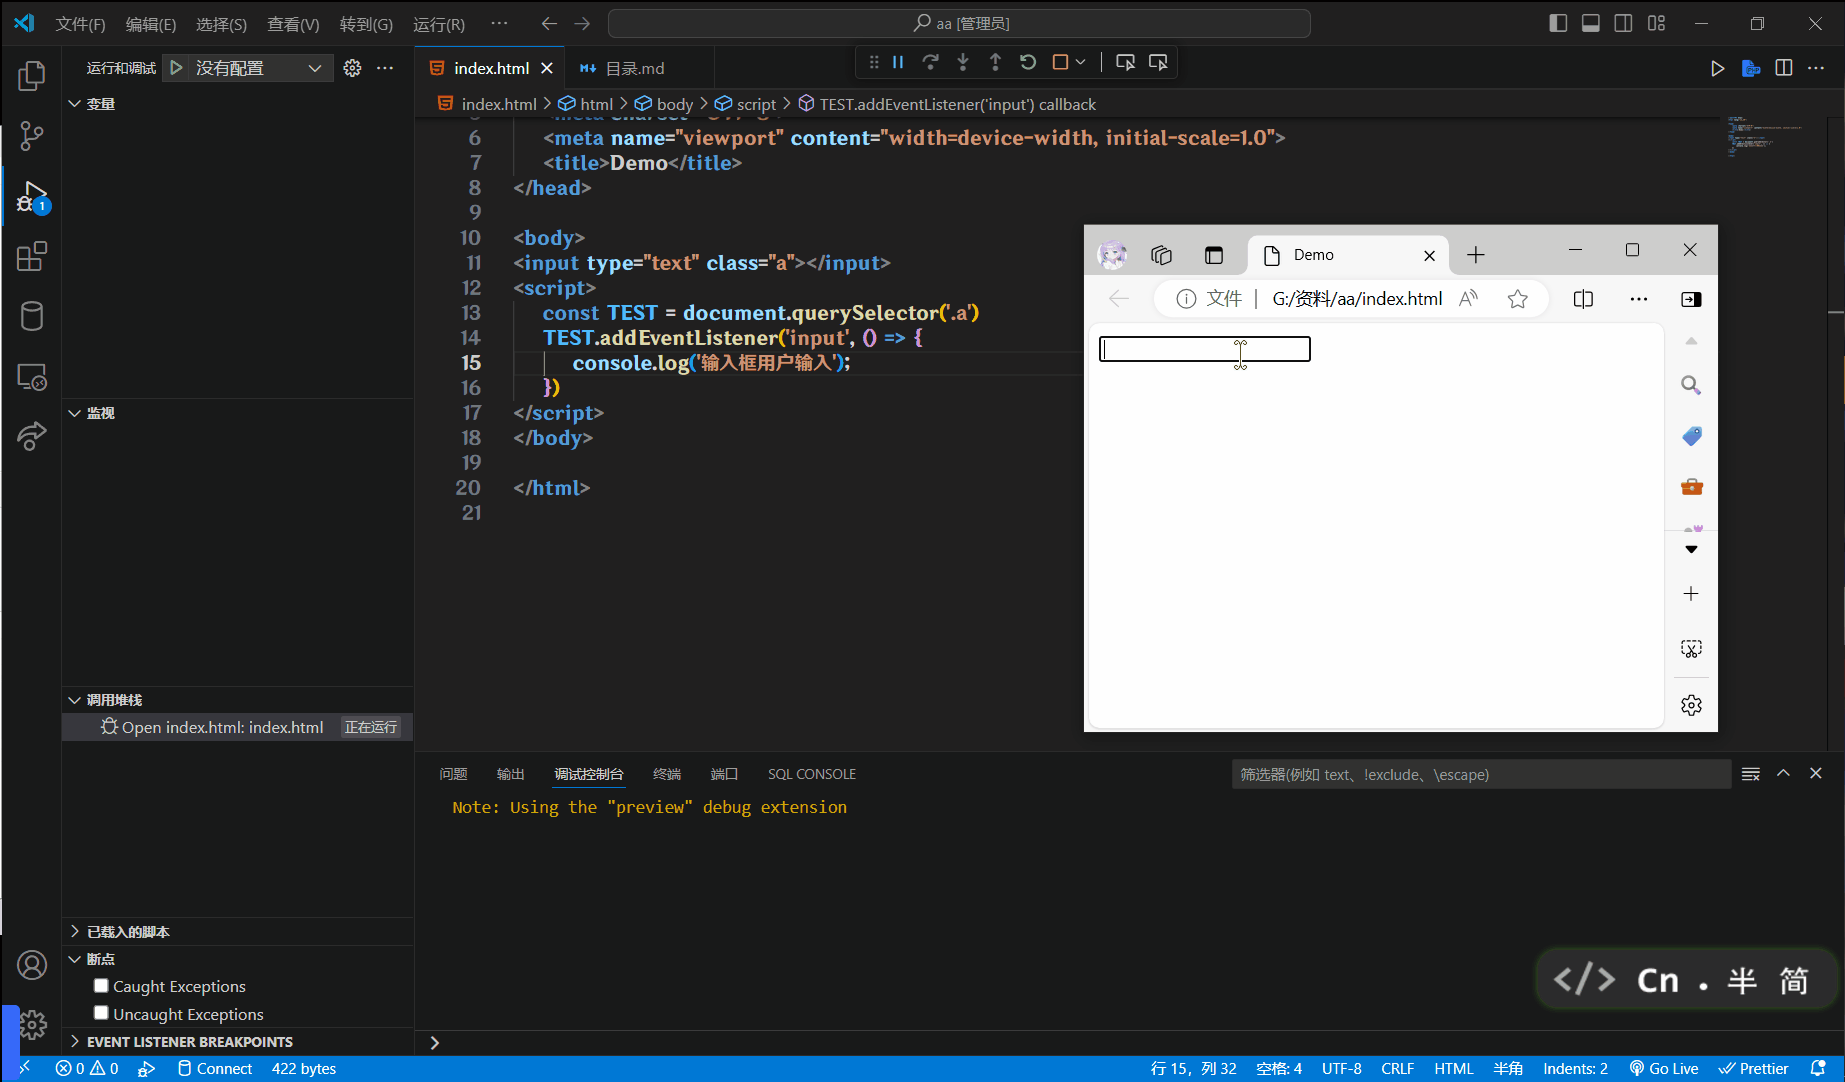 文件(F) 编辑(E) 选择(S) 查看(V) 转到(G) 运行(R) ··· aa [管理员]
运行和调试 没有配置 ···
index.html 目录.md
index.html > html > body > script > TEST.addEventListener('input') callback
变量
6 <meta name="viewport" content="width=device-width, initial-scale=1.0">
7 <title>Demo</title>
8 </head>
9
10 <body>
11 <input type="text" class="a"></input>
12 <script>
13 const TEST = document.querySelector('.a')
14 TEST.addEventListener('input', () => {
15 console.log('输入框用户输入');
16 })
17 </script>
18 </body>
19
20 </html>
21
Demo
文件 | G:/资料/aa/index.html
监视
调用堆栈
Open index.html: index.html 正在运行
已载入的脚本
断点
Caught Exceptions
Uncaught Exceptions
EVENT LISTENER BREAKPOINTS
问题 输出 调试控制台 终端 端口 SQL CONSOLE 筛选器(例如 text、!exclude、\escape)
Note: Using the "preview" debug extension
</> Cn . 半 简
1
0 0 Connect 422 bytes 行 15，列 32 空格: 4 UTF-8 CRLF HTML 半角 Indents: 2 Go Live Prettier